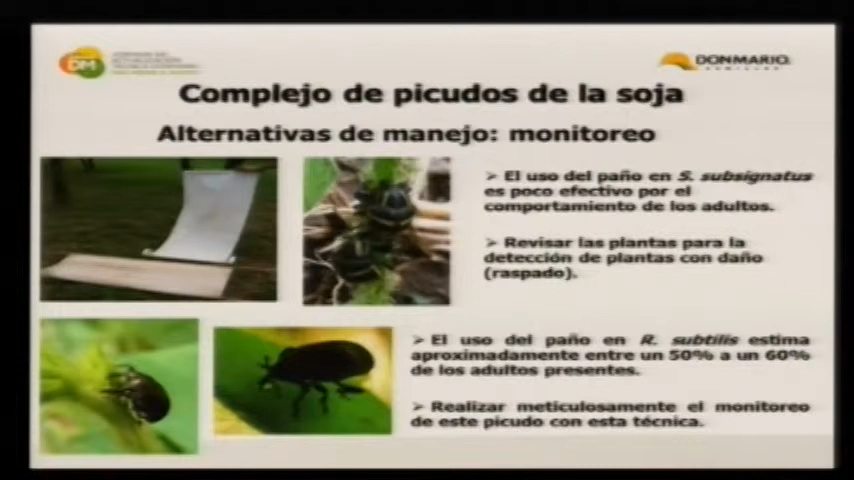 DM
DONMARIO
SEMILLAS
Complejo de picudos de la soja
Alternativas de manejo: monitoreo
➢ El uso del paño en S. subsignatus
es poco efectivo por el
comportamiento de los adultos.
➢ Revisar las plantas para la
detección de plantas con daño
(raspado).
➢ El uso del paño en R. subtilis estima
aproximadamente entre un 50% a un 60%
de los adultos presentes.
➢ Realizar meticulosamente el monitoreo
de este picudo con esta técnica.